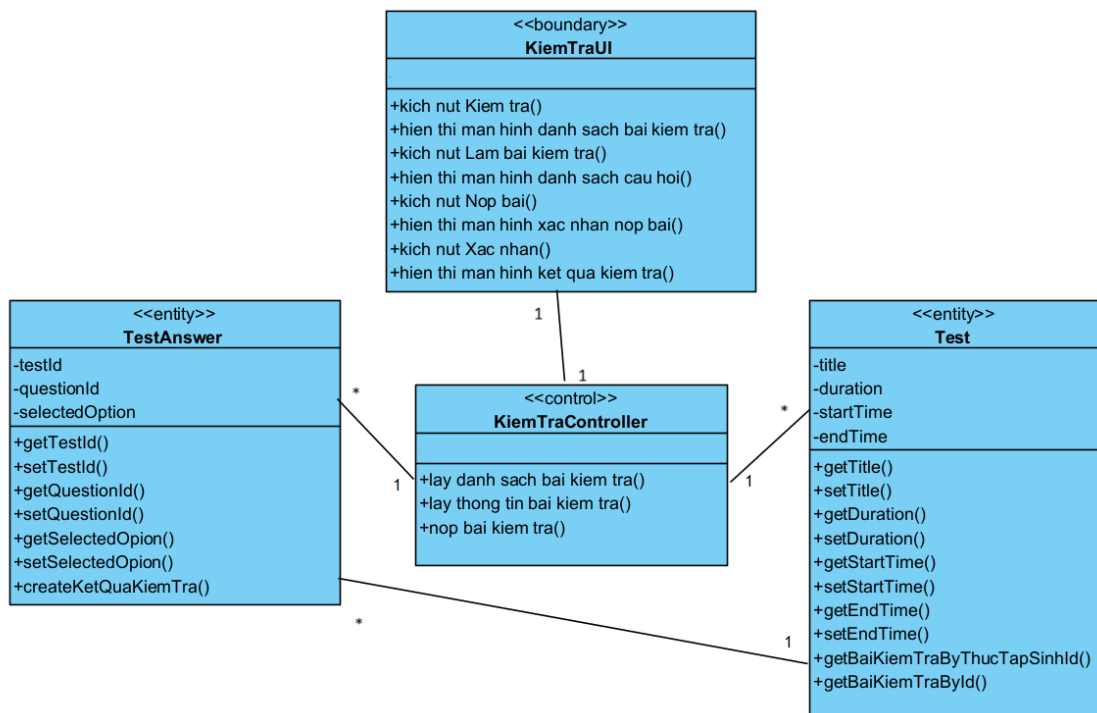 <<boundary>>
KiemTraUI
+kich nut Kiem tra()
+hien thi man hinh danh sach bai kiem tra()
+kich nut Lam bai kiem tra()
+hien thi man hinh danh sach cau hoi()
+kich nut Nop bai()
+hien thi man hinh xac nhan nop bai()
+kich nut Xac nhan()
+hien thi man hinh ket quа kiem tra()
1
1
<<entity>>
TestAnswer
-testId
-questionId
-selectedOption
+getTestId()
+setTestId()
+getQuestionId()
+setQuestionId()
+getSelectedOpion()
+setSelectedOpion()
+createKetQuaKiemTra()
*
1
<<control>>
KiemTraController
+lay danh sach bai kiem tra()
+lay thong tin bai kiem tra()
+nop bai kiem tra()
*
1
<<entity>>
Test
-title
-duration
-startTime
-endTime
+getTitle()
+setTitle()
+getDuration()
+setDuration()
+getStartTime()
+setStartTime()
+getEndTime()
+setEndTime()
+getBaiKiemTraByThucTapSinhId()
+getBaiKiemTraById()
*
1